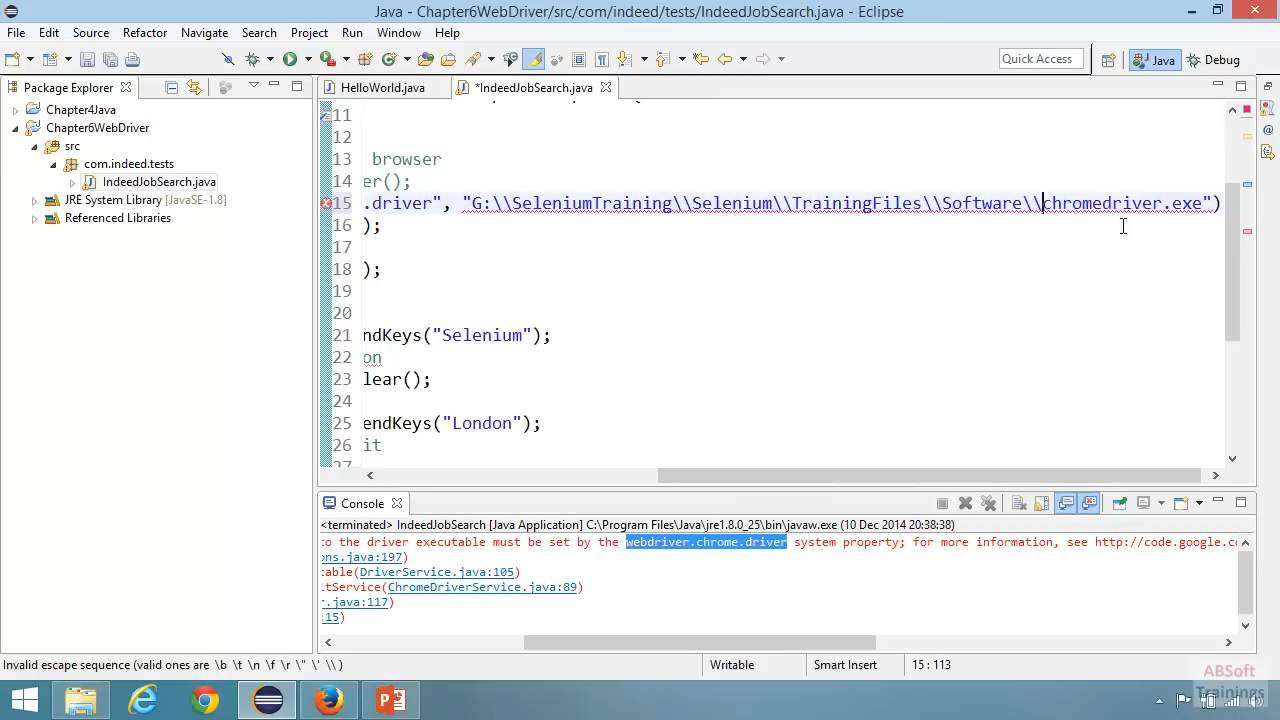 Java - Chapter6WebDriver/src/com/indeed/tests/IndeedJobSearch.java - Eclipse
File Edit Source Refactor Navigate Search Project Run Window Help
Quick Access Java Debug
Package Explorer
HelloWorld.java *IndeedJobSearch.java
Chapter4Java
Chapter6WebDriver
src
com.indeed.tests
IndeedJobSearch.java
JRE System Library [JavaSE-1.8]
Referenced Libraries
11
12
13 browser
14 er();
15 .driver", "G:\\SeleniumTraining\\Selenium\\TrainingFiles\\Software\\chromedriver.exe")
16 );
17
18 );
19
20
21 ndKeys("Selenium");
22 on
23 lear();
24
25 endKeys("London");
26 it
27
Console
<terminated> IndeedJobSearch [Java Application] C:\Program Files\Java\jre1.8.0_25\bin\javaw.exe (10 Dec 2014 20:38:38)
to the driver executable must be set by the webdriver.chrome.driver system property; for more information, see http://code.google.co
ons.java:197)
table(DriverService.java:105)
ltService(ChromeDriverService.java:89)
r.java:117)
:15)
Invalid escape sequence (valid ones are \b \t \n \f \r \" \' \\ ) Writable Smart Insert 15 : 113
ABSoft
Trainings